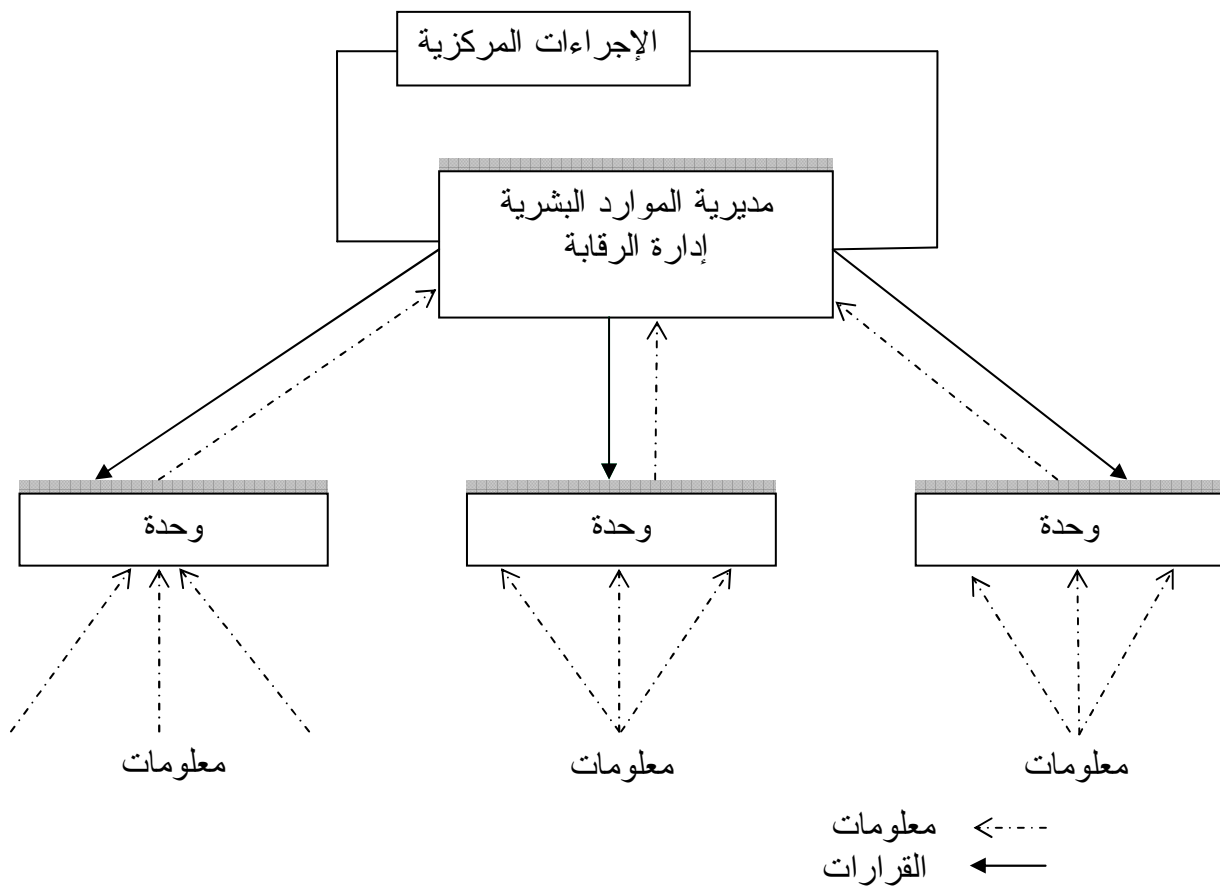 الإجراءات المركزية
مديرية الموارد البشرية
إدارة الرقابة
وحدة
وحدة
وحدة
معلومات
معلومات
معلومات
معلومات
القرارات